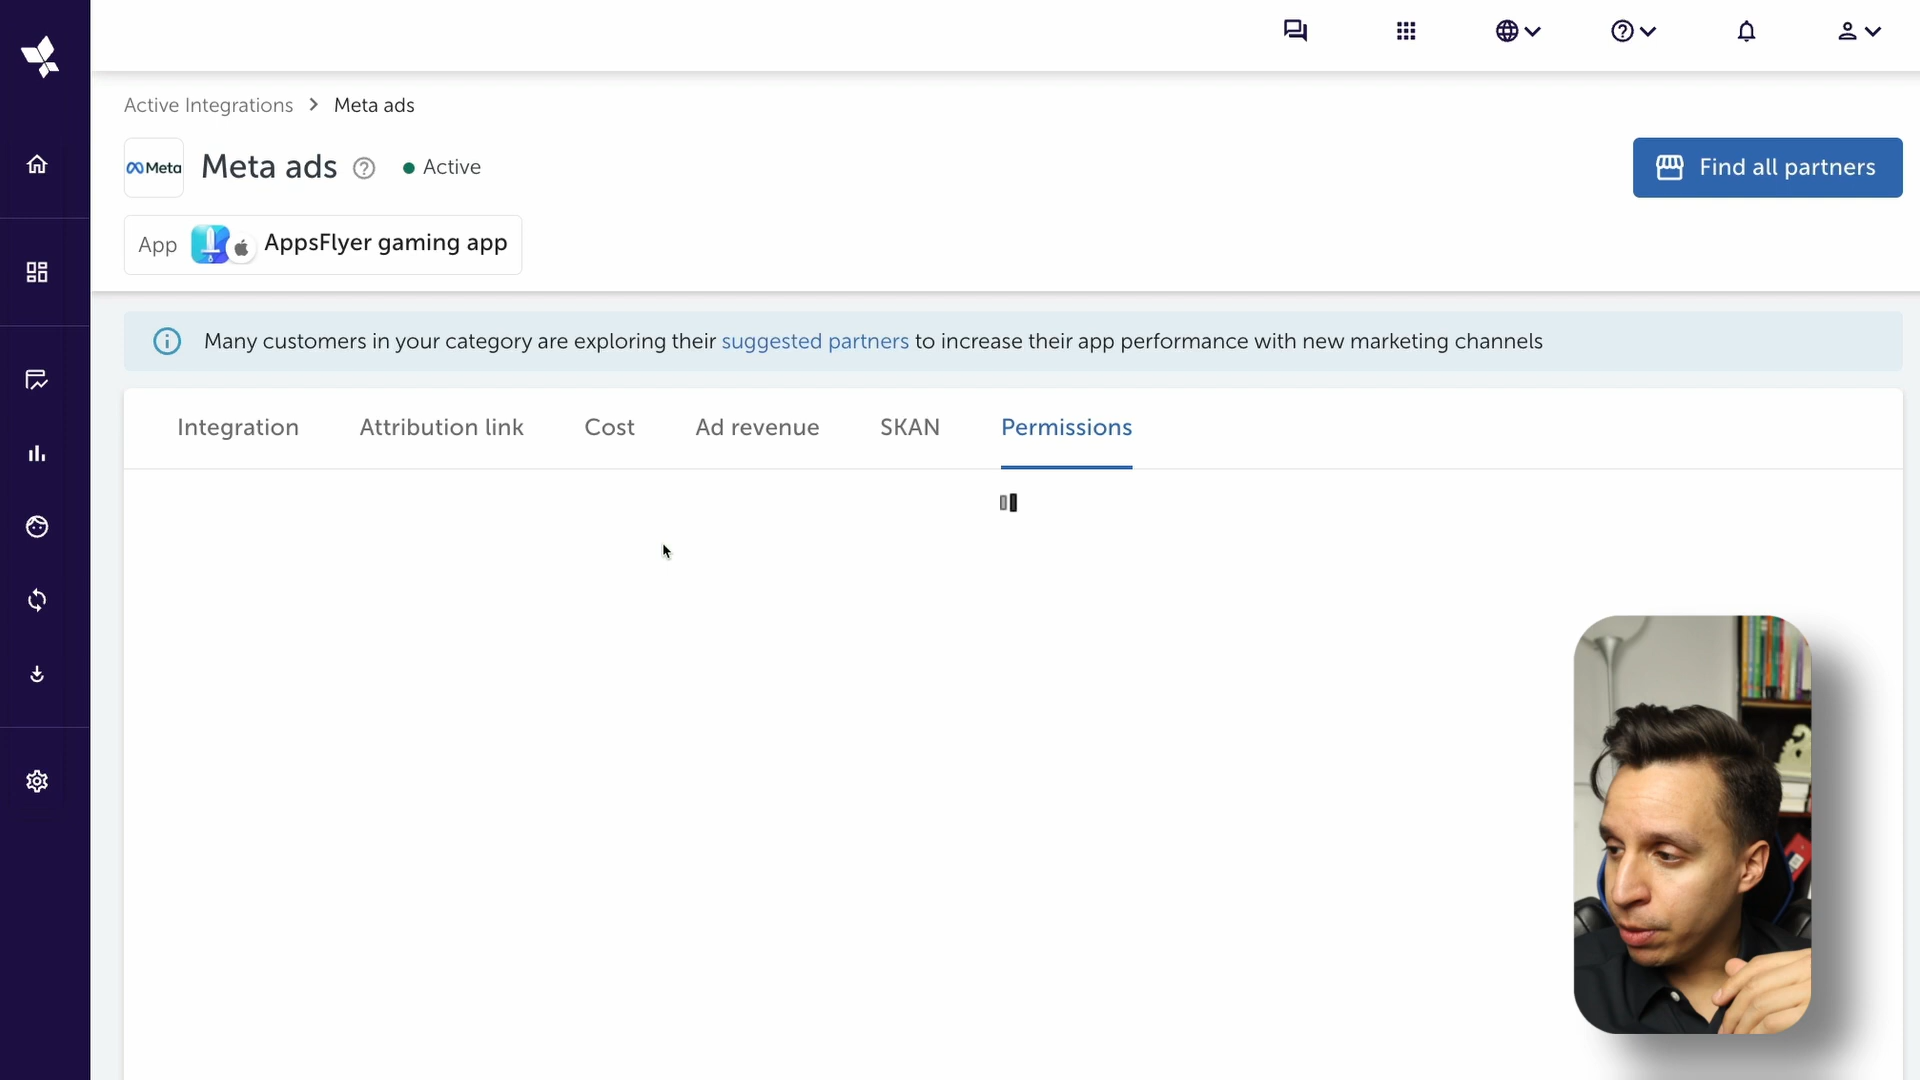 Active Integrations > Meta ads
Meta
Meta ads
Active
Find all partners
App
AppsFlyer gaming app
Many customers in your category are exploring their suggested partners to increase their app performance with new marketing channels
Integration
Attribution link
Cost
Ad revenue
SKAN
Permissions